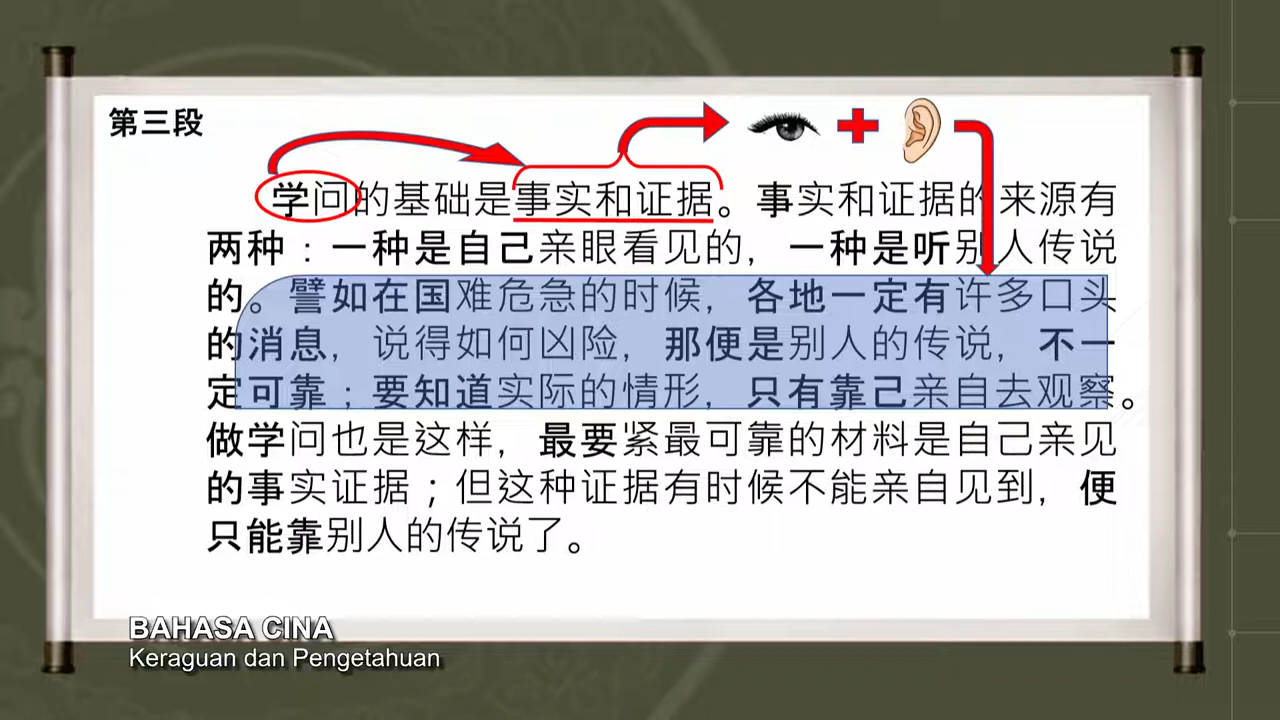 第三段
学问的基础是事实和证据。事实和证据的来源有
两种：一种是自己亲眼看见的，一种是听别人传说
的。譬如在国难危急的时候，各地一定有许多口头
的消息，说得如何凶险，那便是别人的传说，不一
定可靠；要知道实际的情形，只有靠己亲自去观察。
做学问也是这样，最要紧最可靠的材料是自己亲见
的事实证据；但这种证据有时候不能亲自见到，便
只能靠别人的传说了。
BAHASA CINA
Keraguan dan Pengetahuan